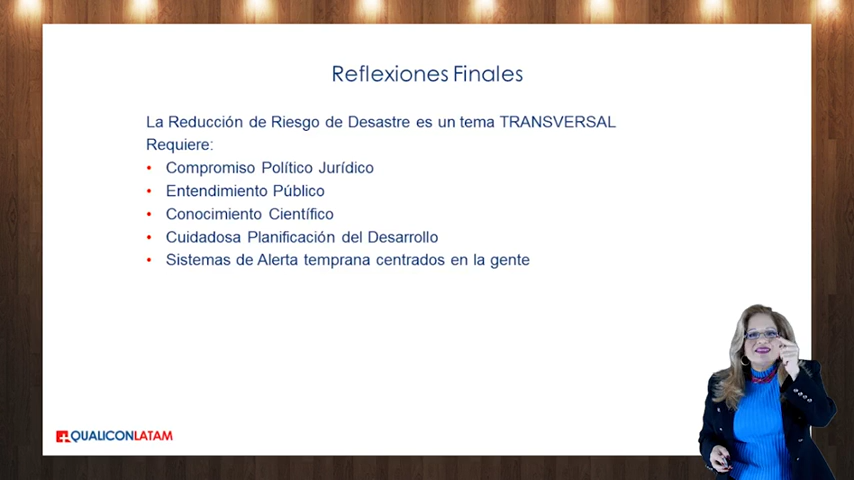 Reflexiones Finales
La Reducción de Riesgo de Desastre es un tema TRANSVERSAL
Requiere:
• Compromiso Político Jurídico
• Entendimiento Público
• Conocimiento Científico
• Cuidadosa Planificación del Desarrollo
• Sistemas de Alerta temprana centrados en la gente
QUALICONLATAM